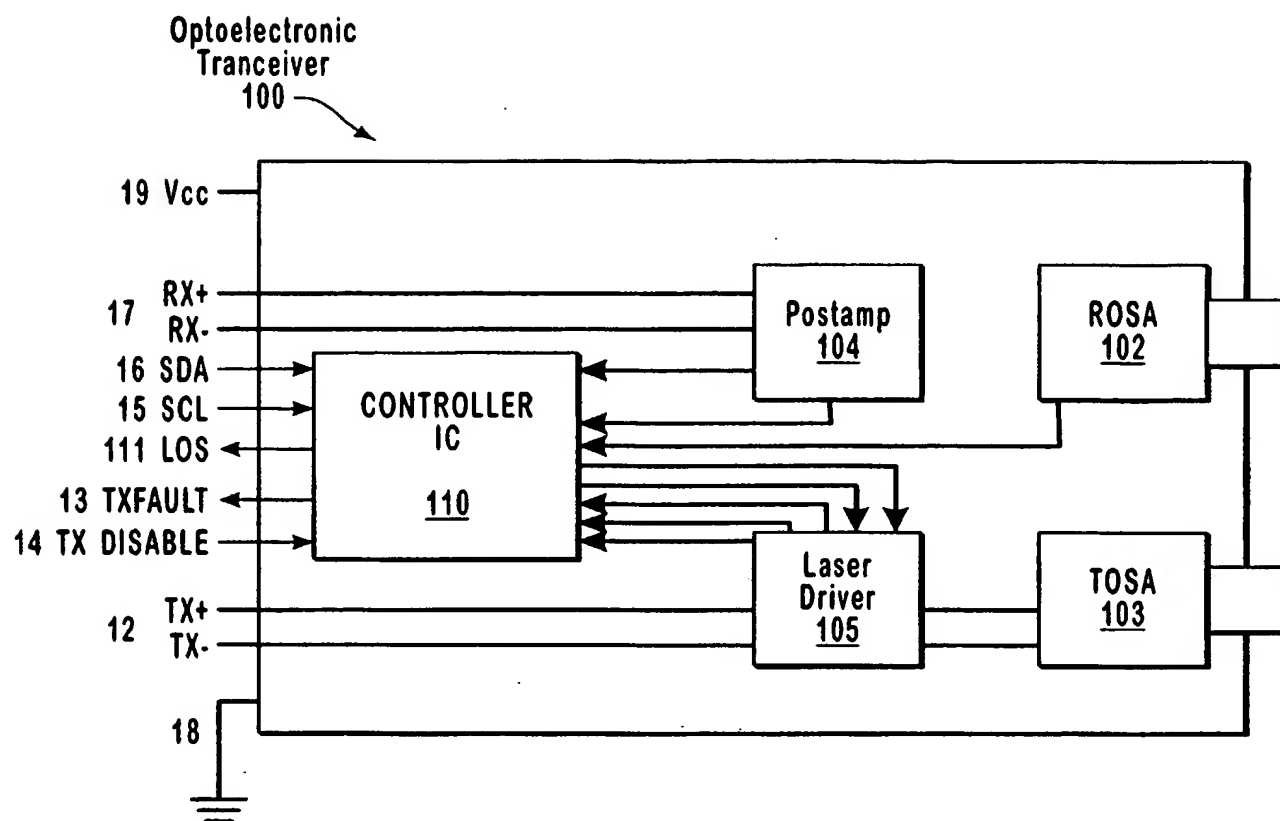 Optoelectronic
Tranceiver
100
19 Vcc
17 RX+
RX-
16 SDA
15 SCL
111 LOS
13 TXFAULT
14 TX DISABLE
12 TX+
TX-
18
CONTROLLER
IC
110
Postamp
104
ROSA
102
Laser
Driver
105
TOSA
103